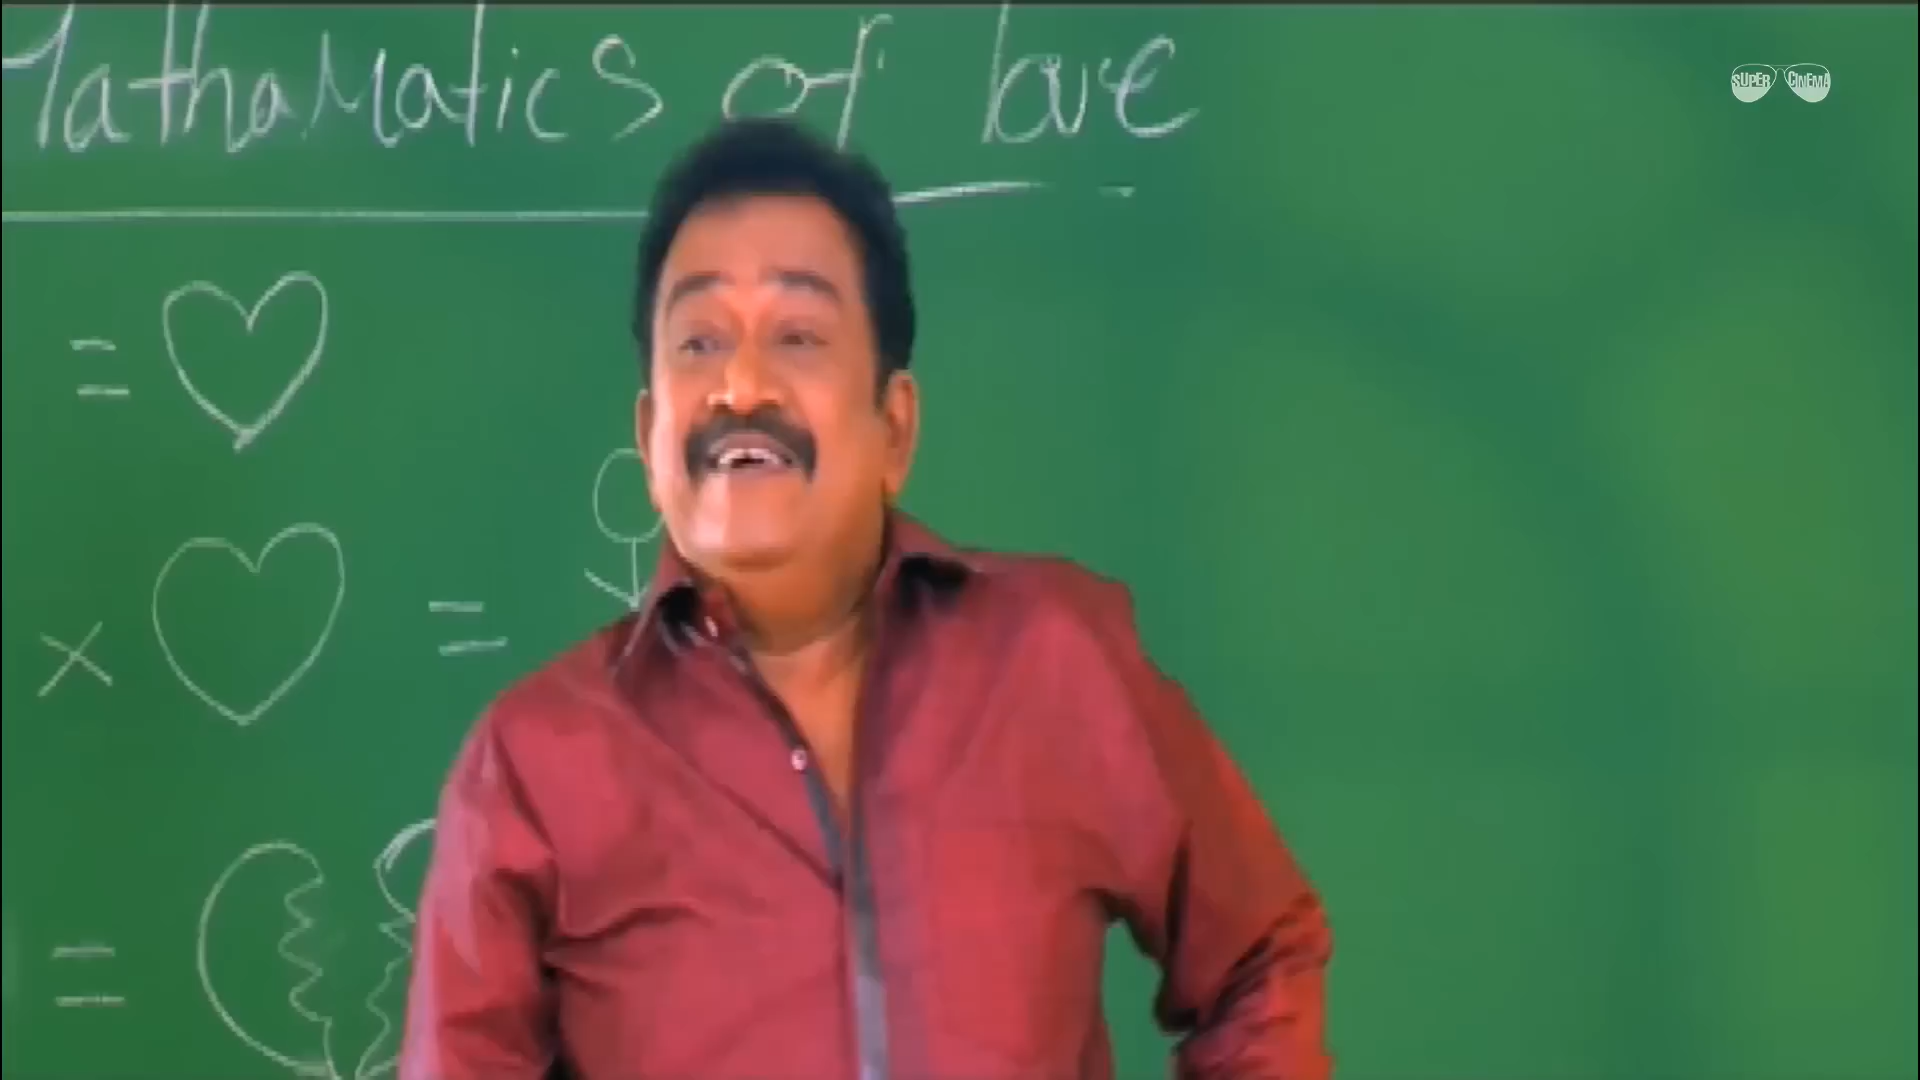 MathaMatics of love
SUPER CINEMA
=
× =
=